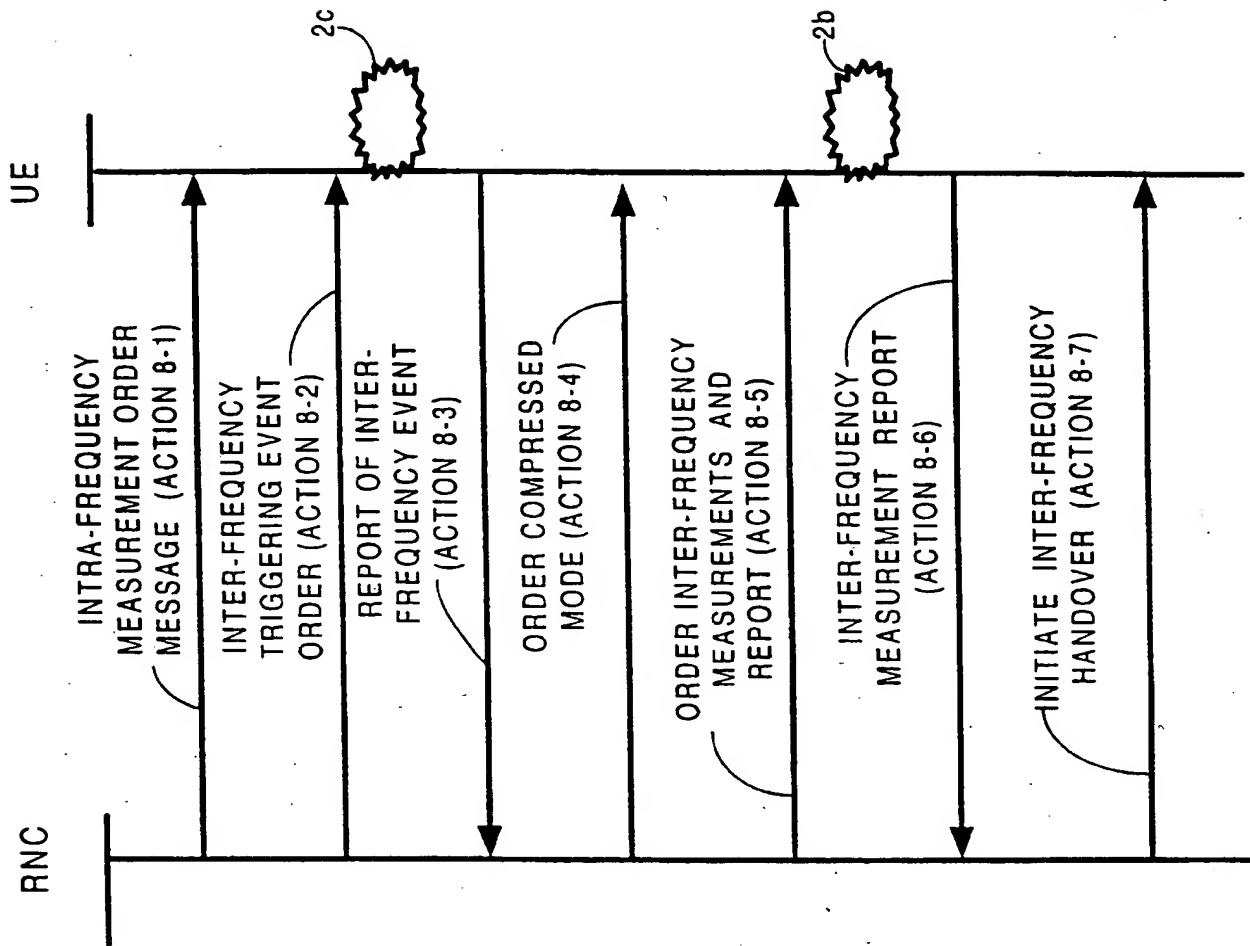 RNC
UE
INTRA-FREQUENCY
MEASUREMENT ORDER
MESSAGE (ACTION 8-1)
INTER-FREQUENCY
TRIGGERING EVENT
ORDER (ACTION 8-2)
2c
REPORT OF INTER-
FREQUENCY EVENT
(ACTION 8-3)
ORDER COMPRESSED
MODE (ACTION 8-4)
ORDER INTER-FREQUENCY
MEASUREMENTS AND
REPORT (ACTION 8-5)
2b
INTER-FREQUENCY
MEASUREMENT REPORT
(ACTION 8-6)
INITIATE INTER-FREQUENCY
HANDOVER (ACTION 8-7)